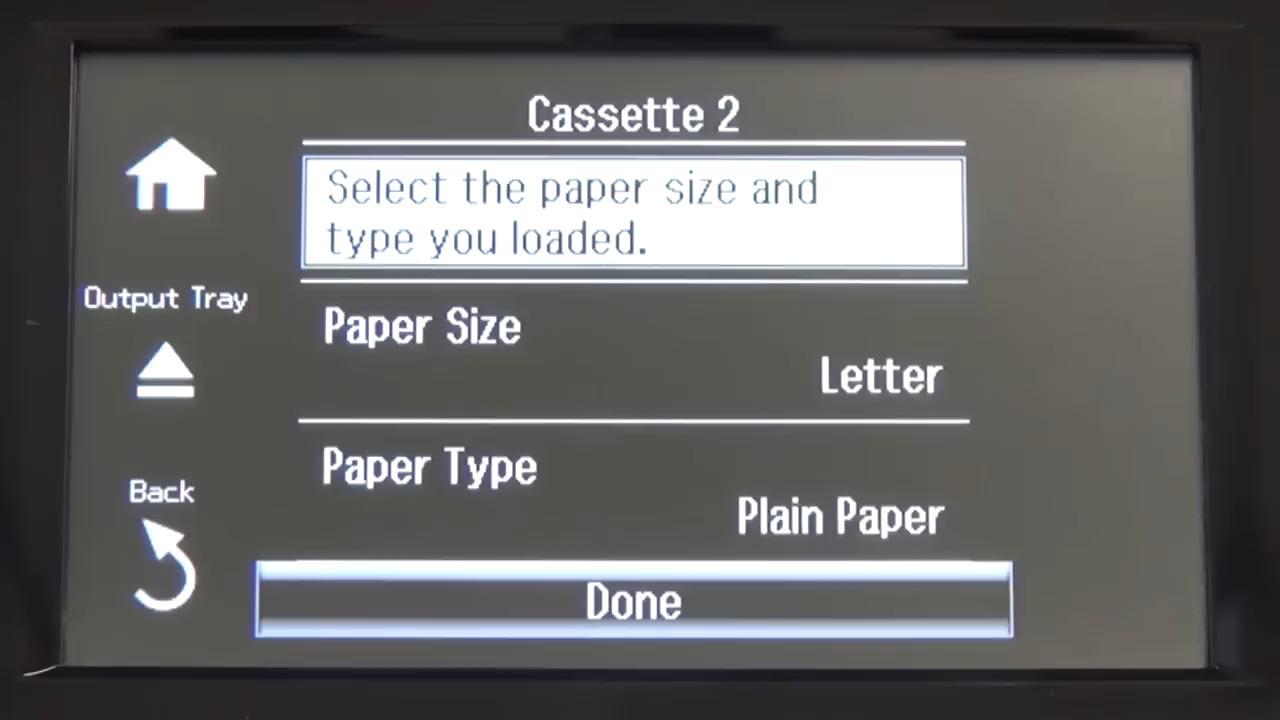 Cassette 2
Select the paper size and
type you loaded.
Output Tray
Paper Size
Letter
Paper Type
Plain Paper
Back
Done